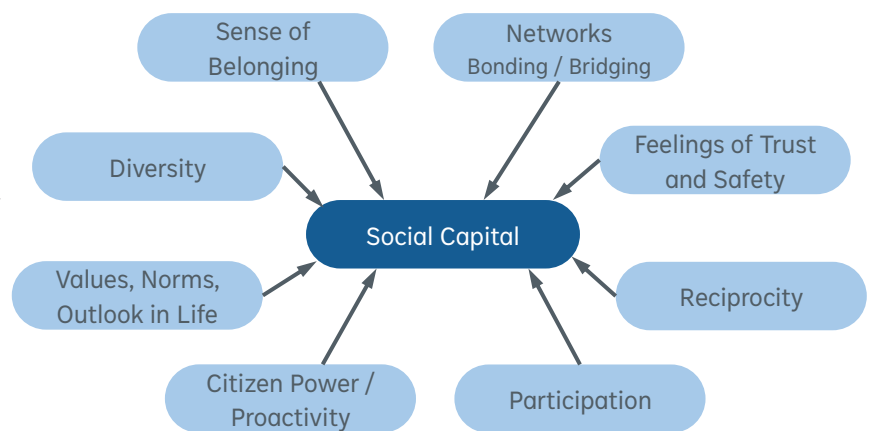 Sense of
Belonging
Networks
Bonding / Bridging
Diversity
Feelings of Trust
and Safety
Social Capital
Values, Norms,
Outlook in Life
Reciprocity
Citizen Power /
Proactivity
Participation